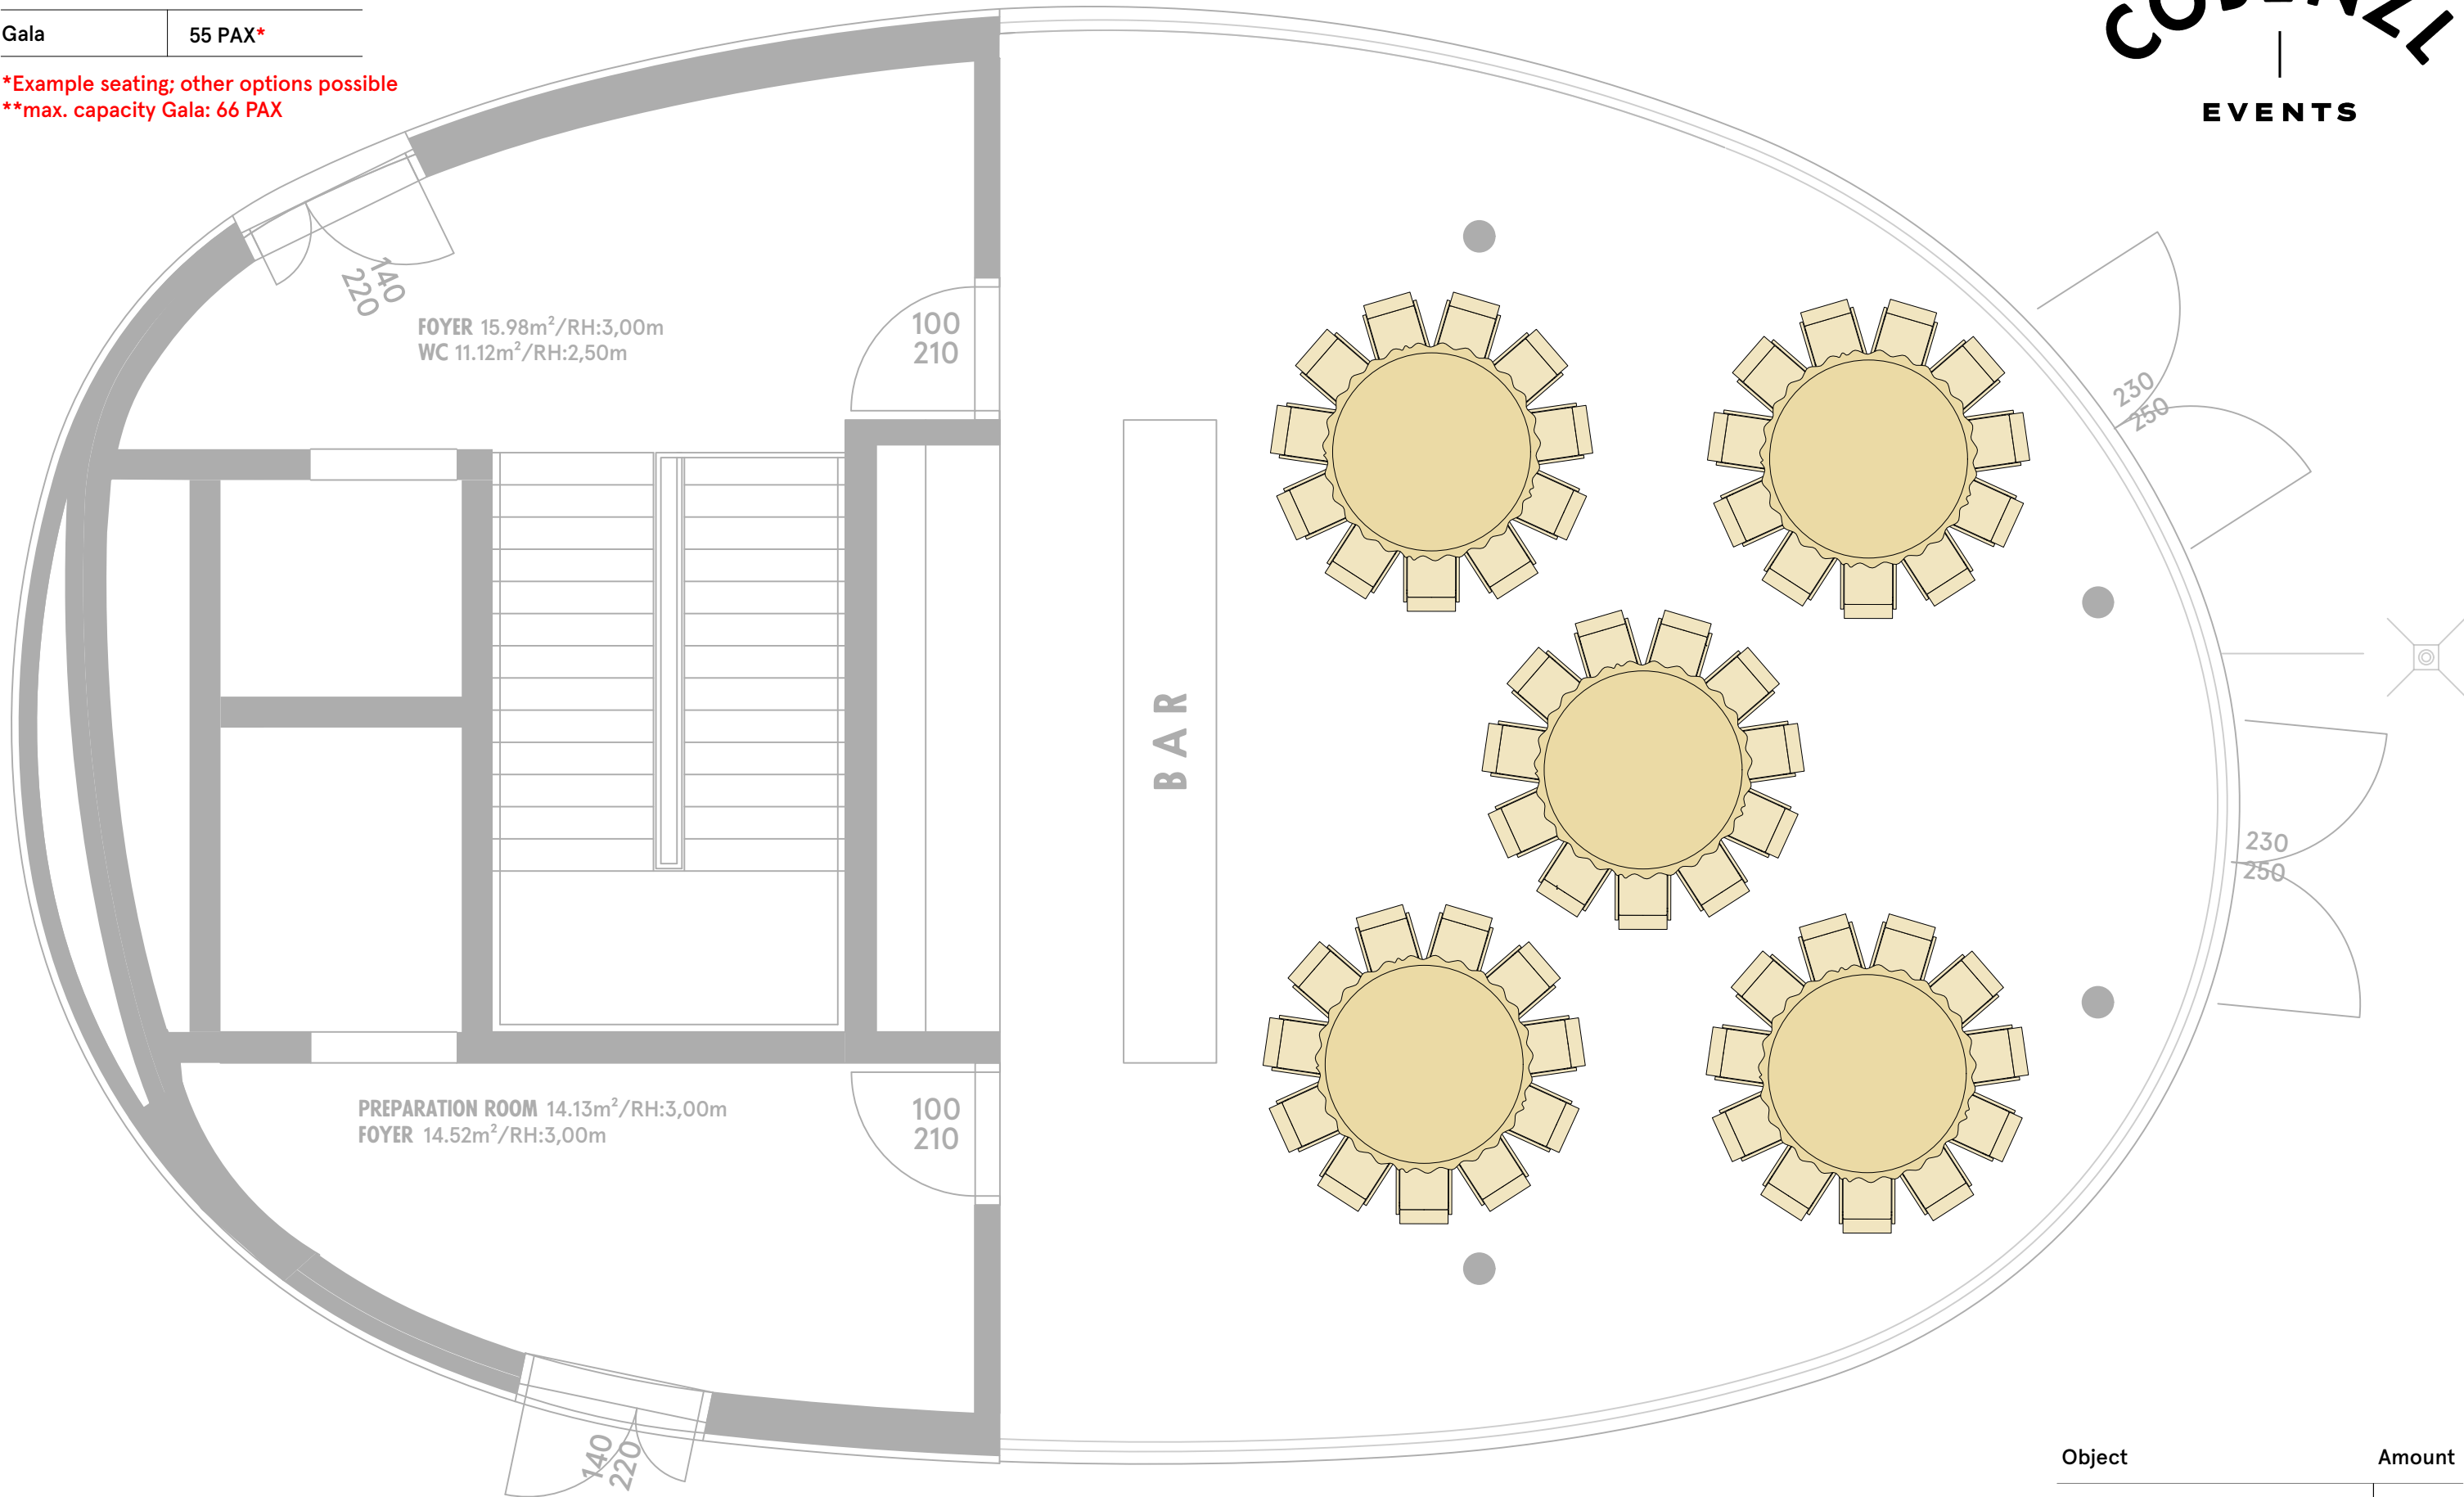 Gala 55 PAX*
*Example seating; other options possible
**max. capacity Gala: 66 PAX
COBENZL
EVENTS
140
220
FOYER 15.98m²/RH:3,00m
WC 11.12m²/RH:2,50m
100
210
230
250
BAR
230
250
PREPARATION ROOM 14.13m²/RH:3,00m
FOYER 14.52m²/RH:3,00m
100
210
140
220
Object Amount